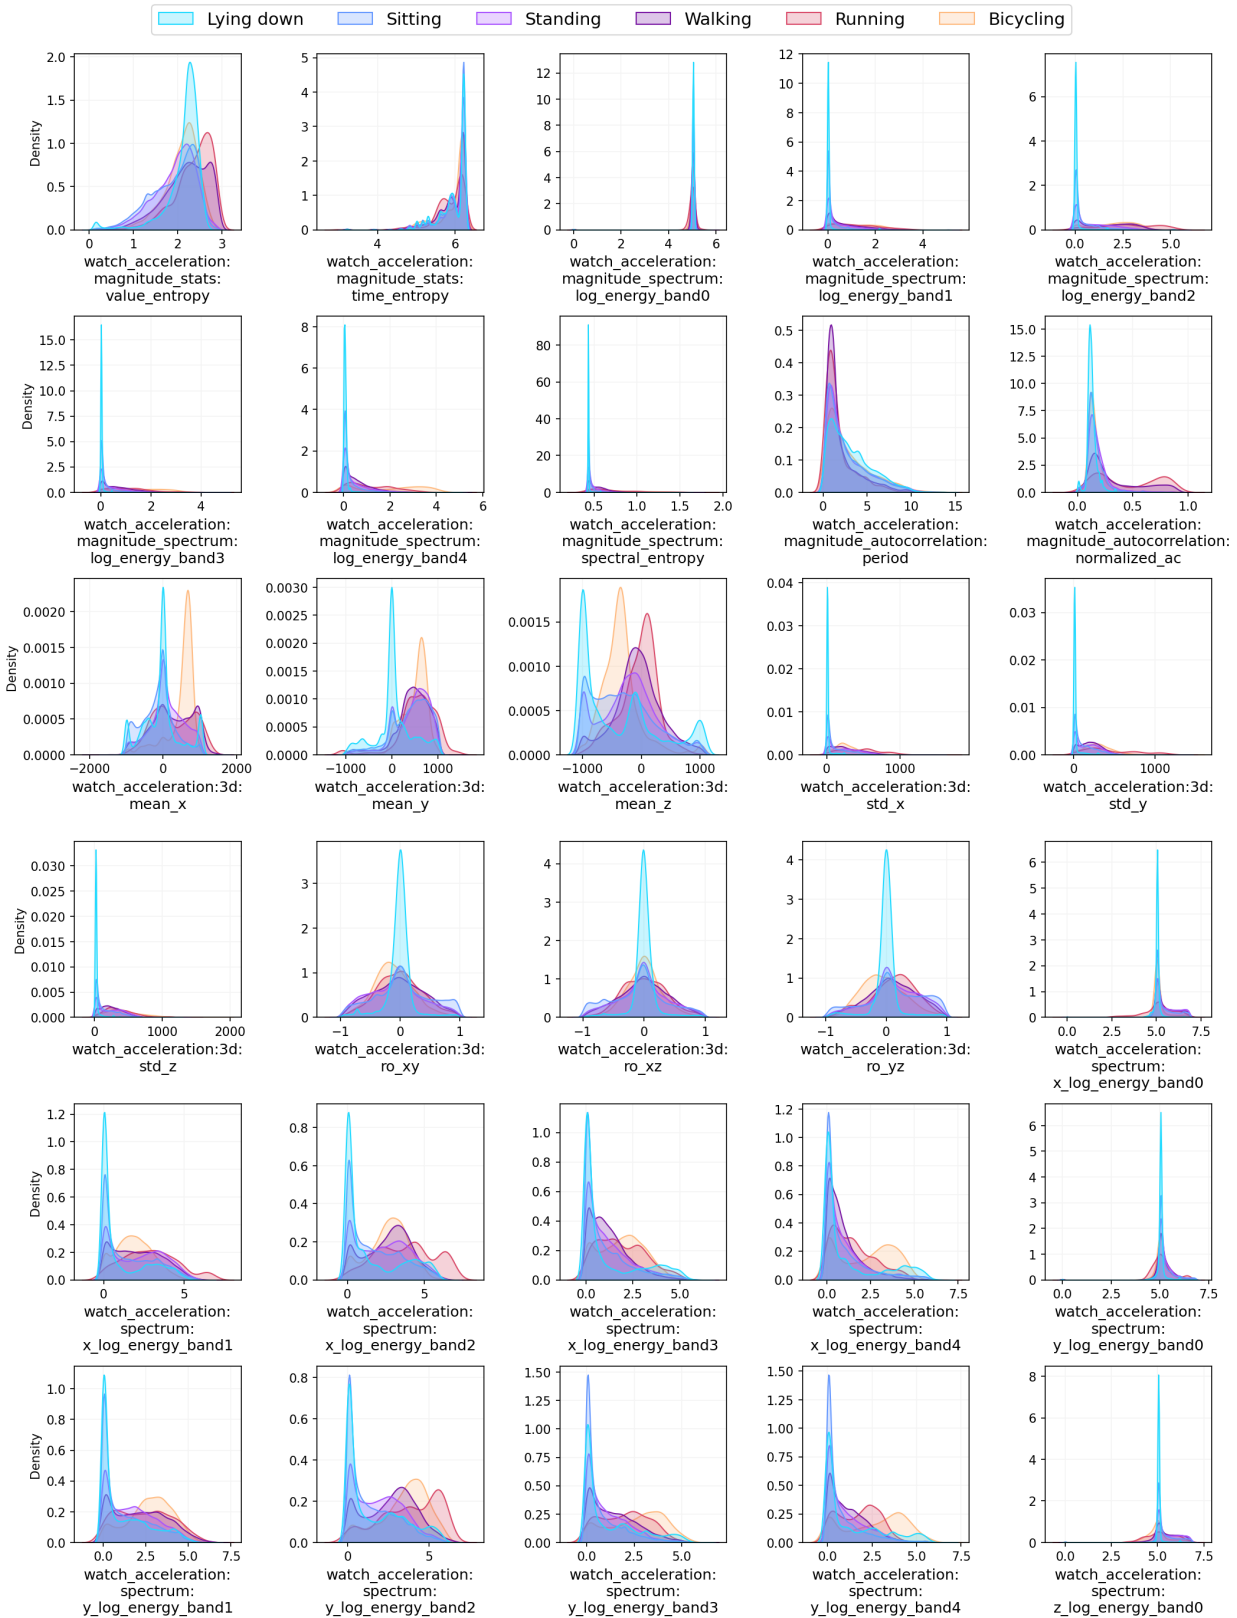 Lying down Sitting Standing Walking Running Bicycling
2.0
1.5
1.0
0.5
0.0
Density
0 1 2 3
watch_acceleration:
magnitude_stats:
value_entropy
5
4
3
2
1
0
4 6
watch_acceleration:
magnitude_stats:
time_entropy
12
10
8
6
4
2
0
0 2 4 6
watch_acceleration:
magnitude_spectrum:
log_energy_band0
12
10
8
6
4
2
0
0 2 4
watch_acceleration:
magnitude_spectrum:
log_energy_band1
6
4
2
0
0.0 2.5 5.0
watch_acceleration:
magnitude_spectrum:
log_energy_band2
15.0
12.5
10.0
7.5
5.0
2.5
0.0
Density
0 2 4
watch_acceleration:
magnitude_spectrum:
log_energy_band3
8
6
4
2
0
0 2 4 6
watch_acceleration:
magnitude_spectrum:
log_energy_band4
80
60
40
20
0
0.5 1.0 1.5 2.0
watch_acceleration:
magnitude_spectrum:
spectral_entropy
0.5
0.4
0.3
0.2
0.1
0.0
0 5 10 15
watch_acceleration:
magnitude_autocorrelation:
period
15.0
12.5
10.0
7.5
5.0
2.5
0.0
0.0 0.5 1.0
watch_acceleration:
magnitude_autocorrelation:
normalized_ac
0.0020
0.0015
0.0010
0.0005
0.0000
Density
−2000 0 2000
watch_acceleration:3d:
mean_x
0.0030
0.0025
0.0020
0.0015
0.0010
0.0005
0.0000
−1000 0 1000
watch_acceleration:3d:
mean_y
0.0015
0.0010
0.0005
0.0000
−1000 0 1000
watch_acceleration:3d:
mean_z
0.04
0.03
0.02
0.01
0.00
0 1000
watch_acceleration:3d:
std_x
0.03
0.02
0.01
0.00
0 1000
watch_acceleration:3d:
std_y
0.030
0.025
0.020
0.015
0.010
0.005
0.000
Density
0 1000 2000
watch_acceleration:3d:
std_z
3
2
1
0
−1 0 1
watch_acceleration:3d:
ro_xy
4
3
2
1
0
−1 0 1
watch_acceleration:3d:
ro_xz
4
3
2
1
0
−1 0 1
watch_acceleration:3d:
ro_yz
6
5
4
3
2
1
0
0.0 2.5 5.0 7.5
watch_acceleration:
spectrum:
x_log_energy_band0
1.2
1.0
0.8
0.6
0.4
0.2
0.0
Density
0 5
watch_acceleration:
spectrum:
x_log_energy_band1
0.8
0.6
0.4
0.2
0.0
0 5
watch_acceleration:
spectrum:
x_log_energy_band2
1.0
0.8
0.6
0.4
0.2
0.0
0.0 2.5 5.0
watch_acceleration:
spectrum:
x_log_energy_band3
1.2
1.0
0.8
0.6
0.4
0.2
0.0
0.0 2.5 5.0 7.5
watch_acceleration:
spectrum:
x_log_energy_band4
6
5
4
3
2
1
0
0.0 2.5 5.0 7.5
watch_acceleration:
spectrum:
y_log_energy_band0
1.0
0.8
0.6
0.4
0.2
0.0
Density
0.0 2.5 5.0 7.5
watch_acceleration:
spectrum:
y_log_energy_band1
0.8
0.6
0.4
0.2
0.0
0 5
watch_acceleration:
spectrum:
y_log_energy_band2
1.50
1.25
1.00
0.75
0.50
0.25
0.00
0.0 2.5 5.0
watch_acceleration:
spectrum:
y_log_energy_band3
1.50
1.25
1.00
0.75
0.50
0.25
0.00
0.0 2.5 5.0 7.5
watch_acceleration:
spectrum:
y_log_energy_band4
8
6
4
2
0
0.0 2.5 5.0 7.5
watch_acceleration:
spectrum:
z_log_energy_band0